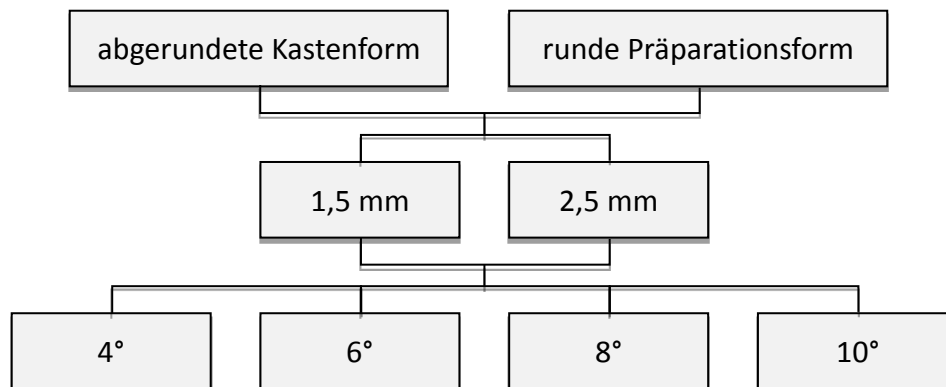 abgerundete Kastenform
runde Präparationsform
1,5 mm
2,5 mm
4°
6°
8°
10°